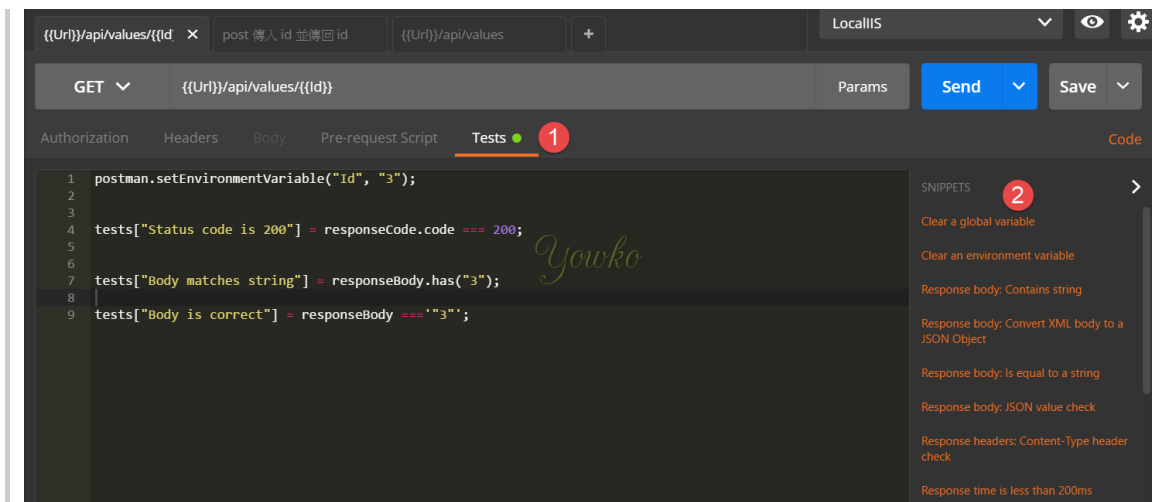 {{Url}}/api/values/{{Id} × post 傳入 id 並傳回 id {{Url}}/api/values + LocalIIS
GET {{Url}}/api/values/{{Id}} Params Send Save
Authorization Headers Body Pre-request Script Tests 1 Code
1 postman.setEnvironmentVariable("Id", "3");
2
3
4 tests["Status code is 200"] = responseCode.code === 200;
5
6
7 tests["Body matches string"] = responseBody.has("3");
8
9 tests["Body is correct"] = responseBody ==='"3"';
Yowko
SNIPPETS 2
Clear a global variable
Clear an environment variable
Response body: Contains string
Response body: Convert XML body to a
JSON Object
Response body: Is equal to a string
Response body: JSON value check
Response headers: Content-Type header
check
Response time is less than 200ms